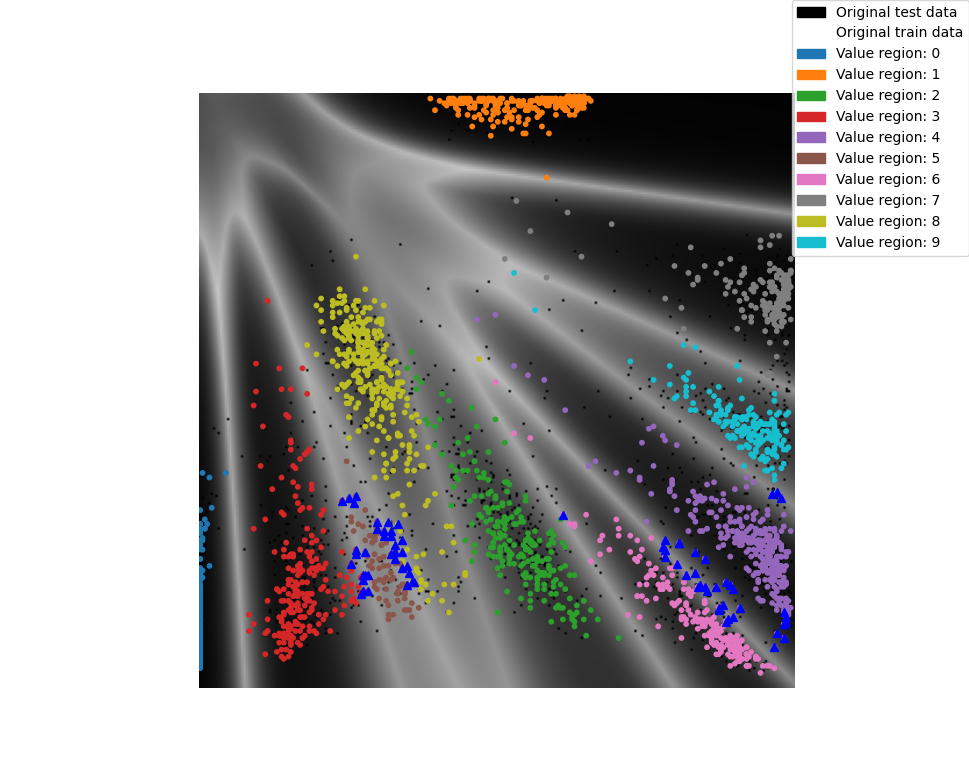 Original test data
Original train data
Value region: 0
Value region: 1
Value region: 2
Value region: 3
Value region: 4
Value region: 5
Value region: 6
Value region: 7
Value region: 8
Value region: 9